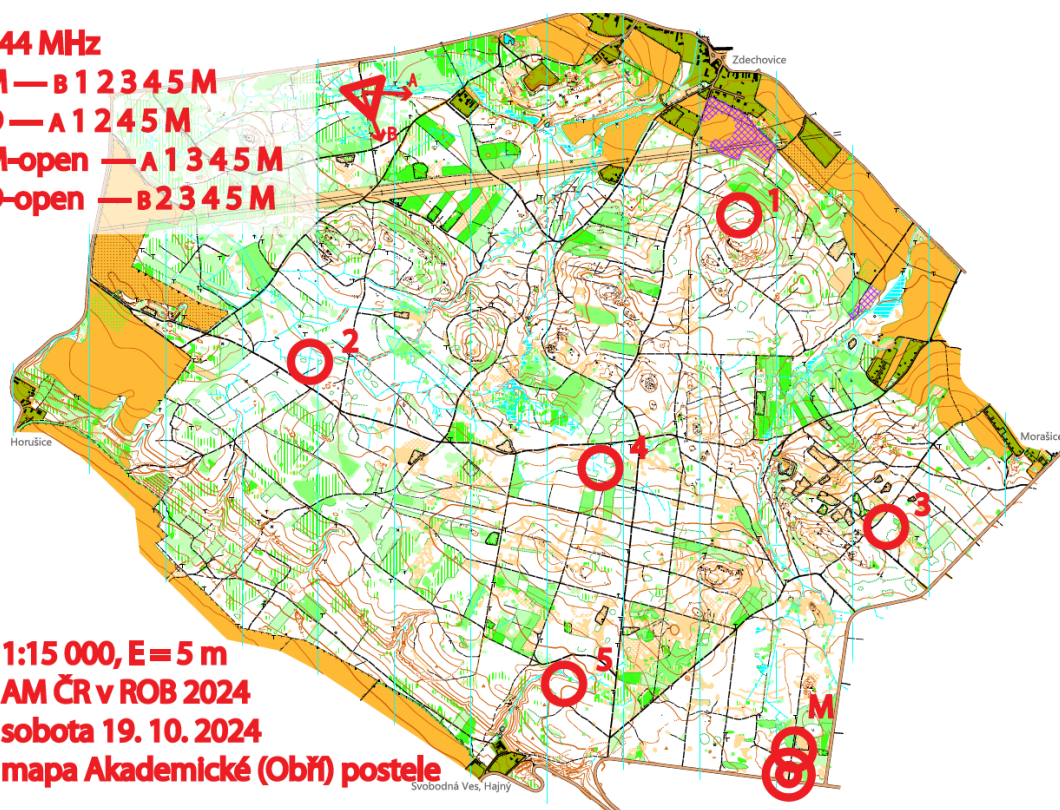 44 MHz
M — B 1 2 3 4 5 M
D — A 1 2 4 5 M
M-open — A 1 3 4 5 M
D-open — B 2 3 4 5 M
A
B
Zdechovice
1
2
Horušice
Morašice
4
3
5
M
1:15 000, E = 5 m
AM ČR v ROB 2024
sobota 19. 10. 2024
mapa Akademické (Obří) postele
Svobodná Ves, Hajný